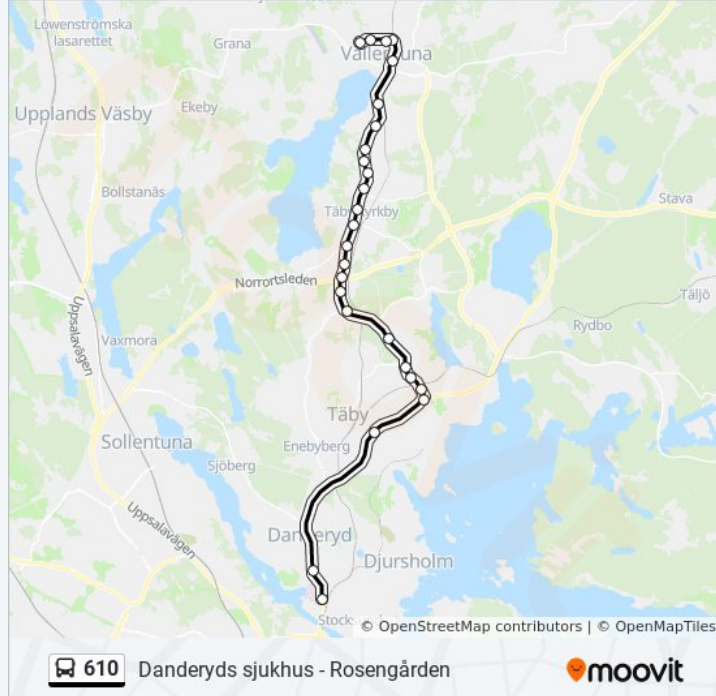 Löwenströmska
lasarettet
Grana
Vallentuna
Upplands Väsby
Ekeby
Bollstanäs
Stava
Täby kyrkby
Norrortsleden
Täljö
Uppsalavägen
Rydbo
Vaxmora
Täby
Sollentuna
Enebyberg
Sjöberg
Uppsalavägen
Danderyd
Djursholm
Stock
© OpenStreetMap contributors | © OpenMapTiles
610 Danderyds sjukhus - Rosengården
moovit